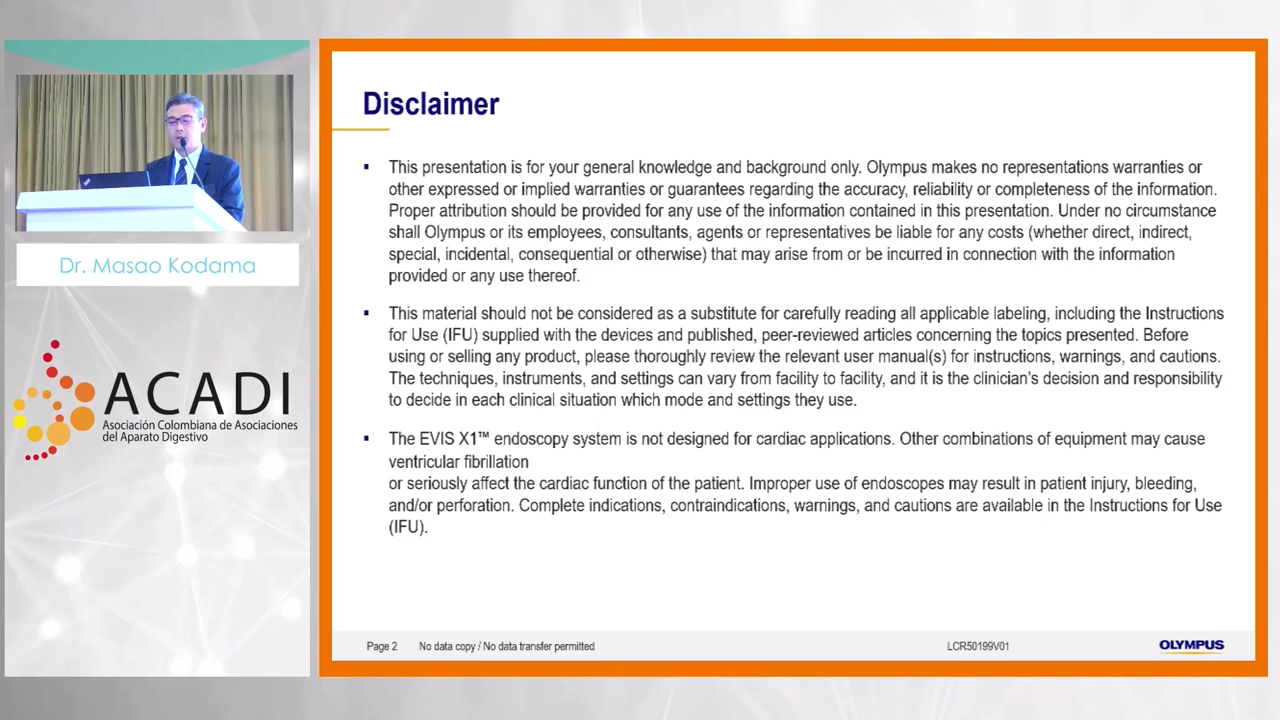 Dr. Masao Kodama
ACADI
Asociación Colombiana de Asociaciones
del Aparato Digestivo
Disclaimer
▪ This presentation is for your general knowledge and background only. Olympus makes no representations warranties or
other expressed or implied warranties or guarantees regarding the accuracy, reliability or completeness of the information.
Proper attribution should be provided for any use of the information contained in this presentation. Under no circumstance
shall Olympus or its employees, consultants, agents or representatives be liable for any costs (whether direct, indirect,
special, incidental, consequential or otherwise) that may arise from or be incurred in connection with the information
provided or any use thereof.
▪ This material should not be considered as a substitute for carefully reading all applicable labeling, including the Instructions
for Use (IFU) supplied with the devices and published, peer-reviewed articles concerning the topics presented. Before
using or selling any product, please thoroughly review the relevant user manual(s) for instructions, warnings, and cautions.
The techniques, instruments, and settings can vary from facility to facility, and it is the clinician's decision and responsibility
to decide in each clinical situation which mode and settings they use.
▪ The EVIS X1™ endoscopy system is not designed for cardiac applications. Other combinations of equipment may cause
ventricular fibrillation
or seriously affect the cardiac function of the patient. Improper use of endoscopes may result in patient injury, bleeding,
and/or perforation. Complete indications, contraindications, warnings, and cautions are available in the Instructions for Use
(IFU).
Page 2 No data copy / No data transfer permitted LCR50199V01 OLYMPUS